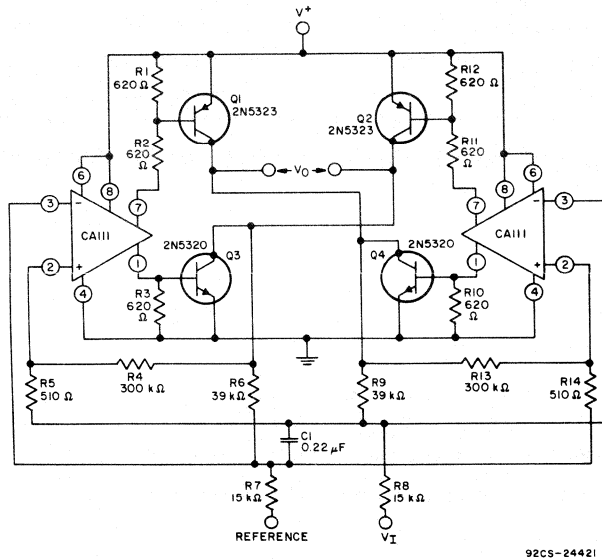 V+
R1
620 Ω
Q1
2N5323
Q2
2N5323
R12
620 Ω
R2
620
Ω
R11
620
Ω
6
8
7
VO
7
8
6
3
−
CA111
2
+
4
1
Q3
2N5320
2N5320
Q4
1
CA111
−
3
+
2
4
R3
620
Ω
R10
620
Ω
R5
510 Ω
R4
300 kΩ
R6
39 kΩ
R9
39 kΩ
R13
300 kΩ
R14
510 Ω
C1
0.22 μF
R7
15 kΩ
R8
15 kΩ
REFERENCE
VI
92CS-24421